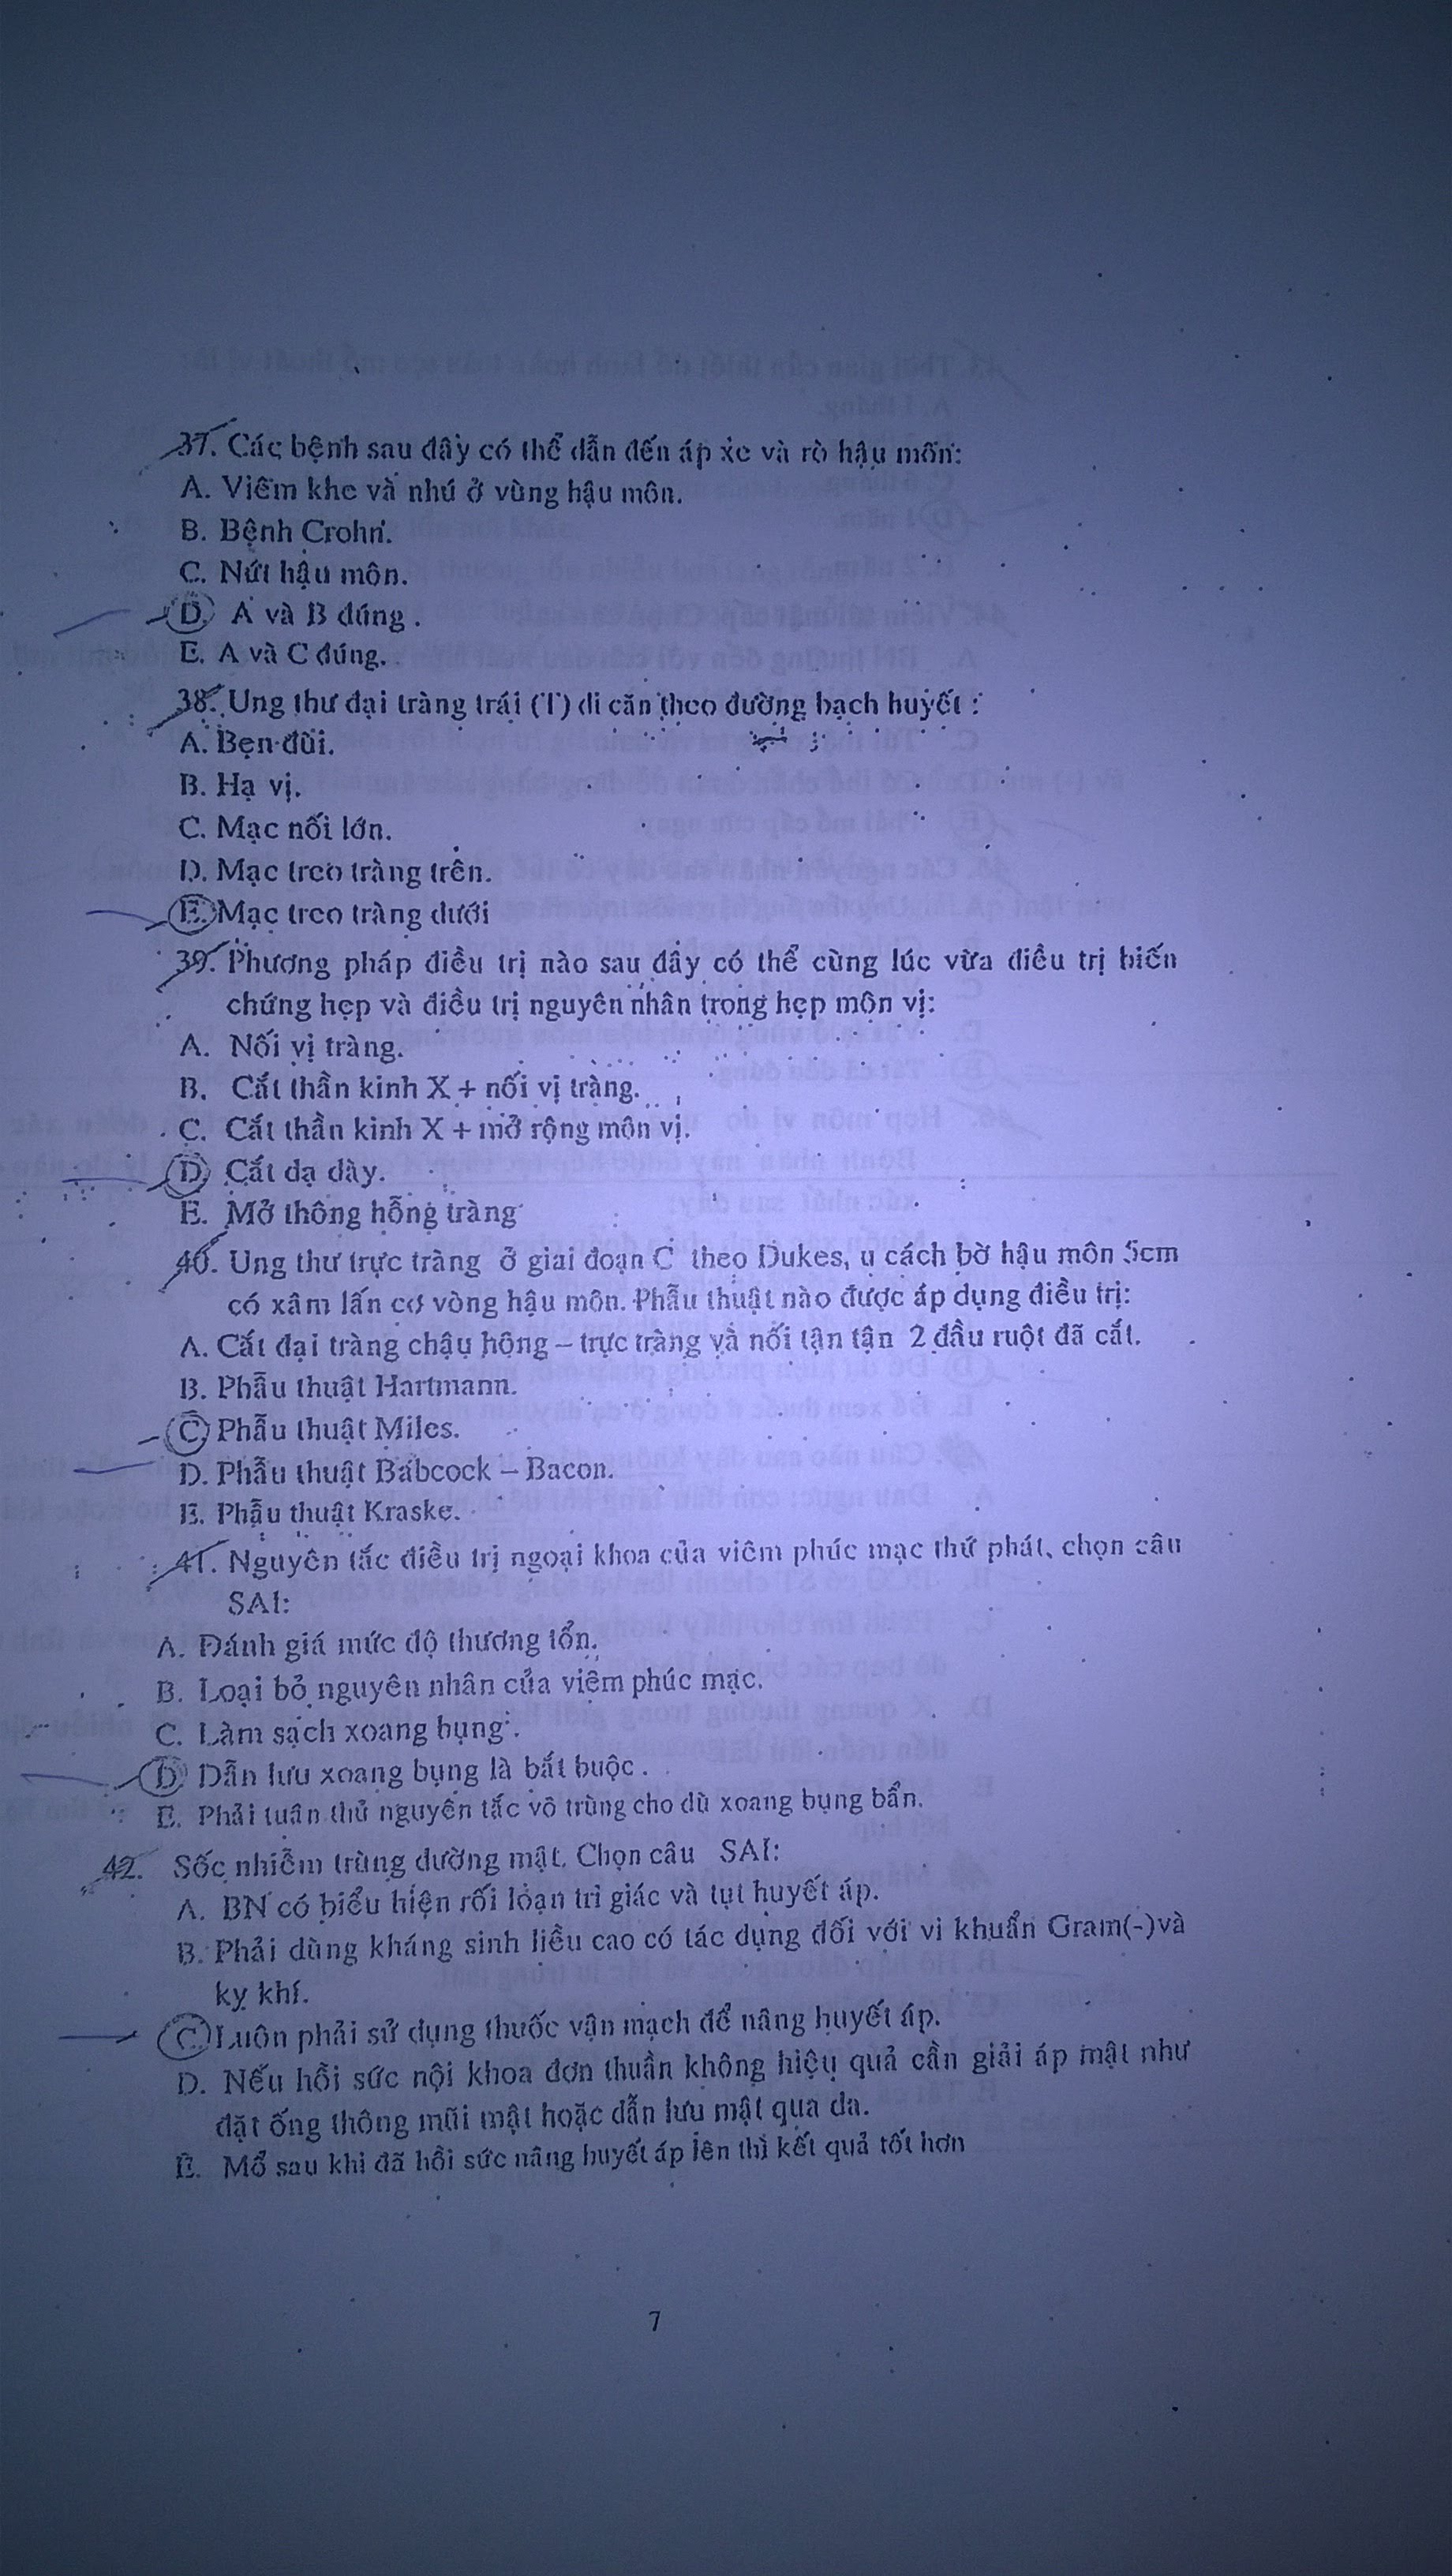 37. Các bệnh sau đây có thể dẫn đến áp xe và rò hậu môn:
A. Viêm khe và nhú ở vùng hậu môn.
B. Bệnh Crohn.
C. Nứt hậu môn.
D. A và B đúng.
E. A và C đúng.
38. Ung thư đại tràng trái (T) di căn theo đường bạch huyết :
A. Bẹn đùi.
B. Hạ vị.
C. Mạc nối lớn.
D. Mạc treo tràng trên.
E. Mạc treo tràng dưới
39. Phương pháp điều trị nào sau đây có thể cùng lúc vừa điều trị biến
chứng hẹp và điều trị nguyên nhân trong hẹp môn vị:
A. Nối vị tràng.
B. Cắt thần kinh X + nối vị tràng.
C. Cắt thần kinh X + mở rộng môn vị.
D. Cắt dạ dày.
E. Mở thông hỗng tràng
40. Ung thư trực tràng ở giai đoạn C theo Dukes, u cách bờ hậu môn 5cm
có xâm lấn cơ vòng hậu môn. Phẫu thuật nào được áp dụng điều trị:
A. Cắt đại tràng chậu hông – trực tràng và nối tận tận 2 đầu ruột đã cắt.
B. Phẫu thuật Hartmann.
C. Phẫu thuật Miles.
D. Phẫu thuật Babcock – Bacon.
E. Phẫu thuật Kraske.
41. Nguyên tắc điều trị ngoại khoa của viêm phúc mạc thứ phát, chọn câu
SAI:
A. Đánh giá mức độ thương tổn.
B. Loại bỏ nguyên nhân của viêm phúc mạc.
C. Làm sạch xoang bụng.
D. Dẫn lưu xoang bụng là bắt buộc.
E. Phải tuân thủ nguyên tắc vô trùng cho dù xoang bụng bẩn.
42. Sốc nhiễm trùng đường mật. Chọn câu SAI:
A. BN có biểu hiện rối loạn tri giác và tụt huyết áp.
B. Phải dùng kháng sinh liều cao có tác dụng đối với vi khuẩn Gram(-)và
kỵ khí.
C. Luôn phải sử dụng thuốc vận mạch để nâng huyết áp.
D. Nếu hồi sức nội khoa đơn thuần không hiệu quả cần giải áp mật như
đặt ống thông mũi mật hoặc dẫn lưu mật qua da.
E. Mổ sau khi đã hồi sức nâng huyết áp lên thì kết quả tốt hơn
7